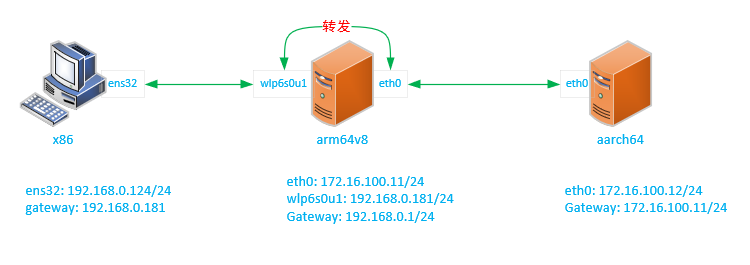 转发
ens32
wlp6s0u1
eth0
eth0
x86
arm64v8
aarch64
ens32: 192.168.0.124/24
gateway: 192.168.0.181
eth0: 172.16.100.11/24
wlp6s0u1: 192.168.0.181/24
Gateway: 192.168.0.1/24
eth0: 172.16.100.12/24
Gateway: 172.16.100.11/24